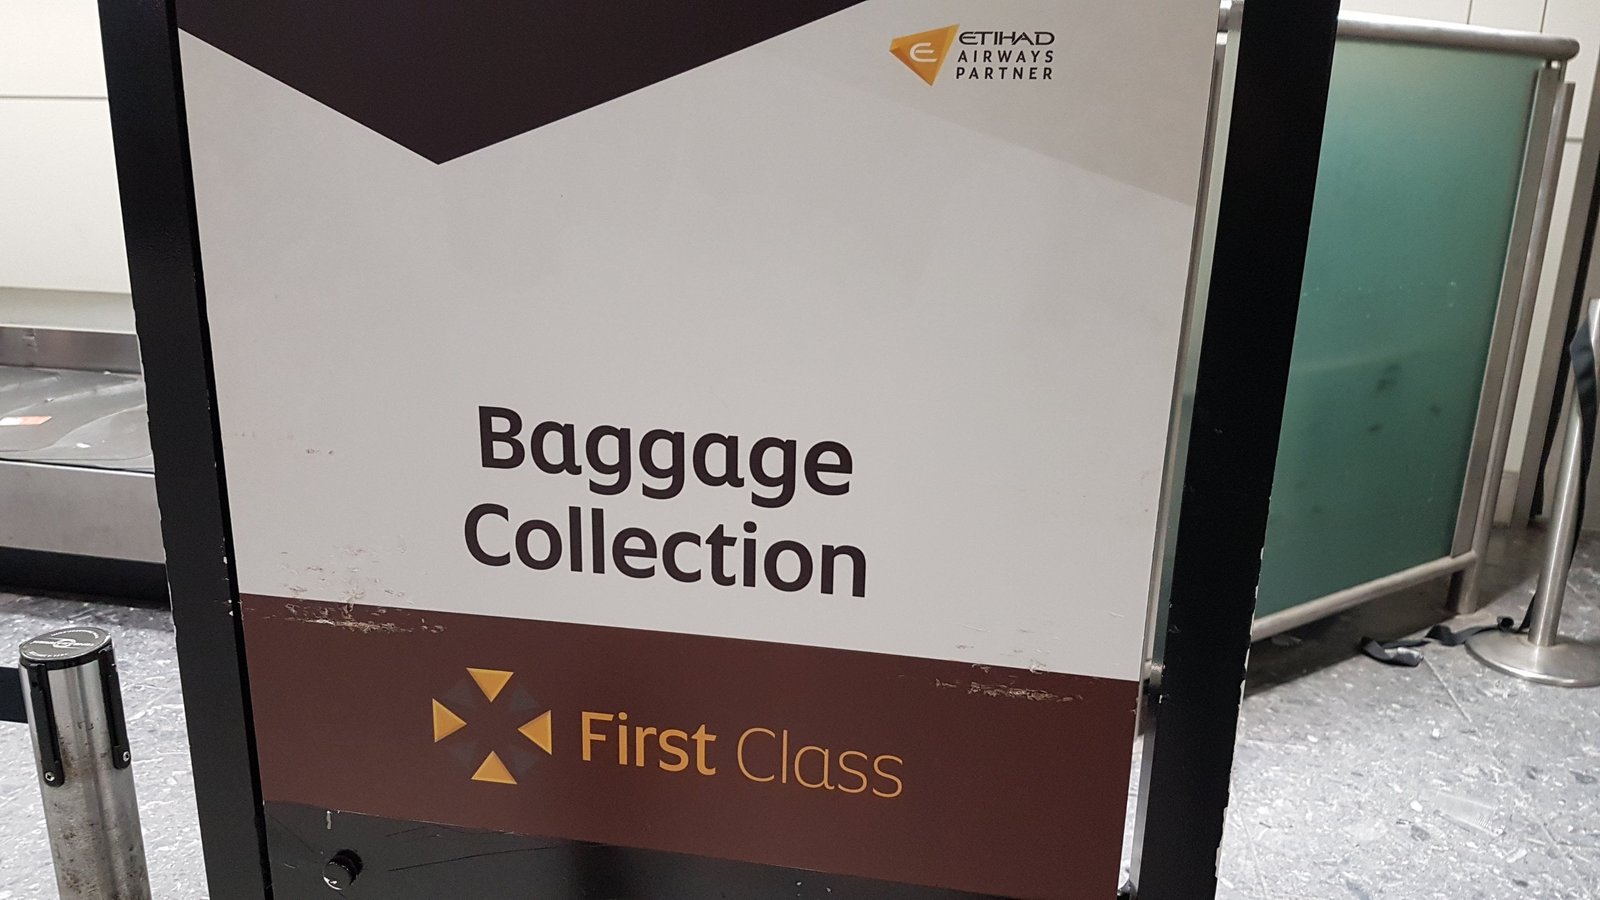 ETIHAD
AIRWAYS
PARTNER
Baggage
Collection
First Class